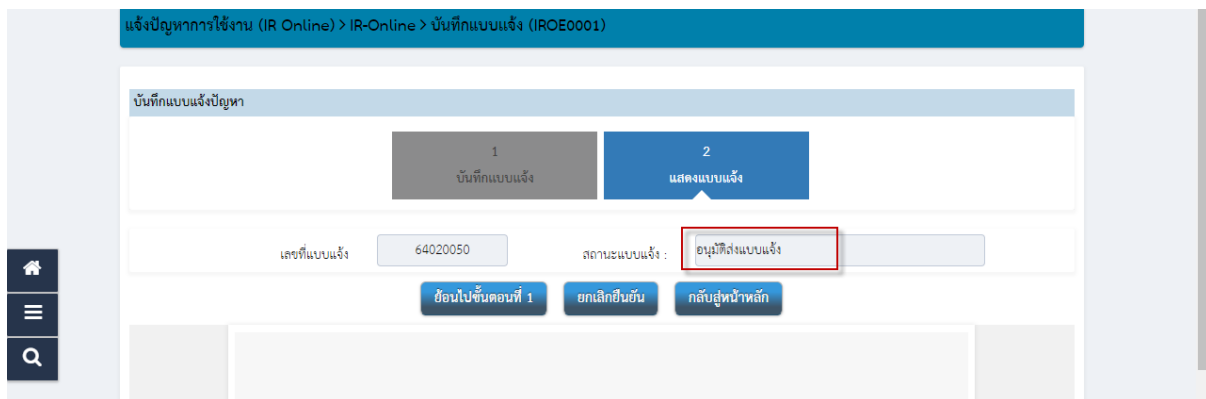 แจ้งปัญหาการใช้งาน (IR Online) > IR-Online > บันทึกแบบแจ้ง (IROE0001)
บันทึกแบบแจ้งปัญหา
1
บันทึกแบบแจ้ง
2
แสดงแบบแจ้ง
เลขที่แบบแจ้ง 64020050 สถานะแบบแจ้ง : อนุมัติส่งแบบแจ้ง
ย้อนไปขั้นตอนที่ 1 ยกเลิกยืนยัน กลับสู่หน้าหลัก